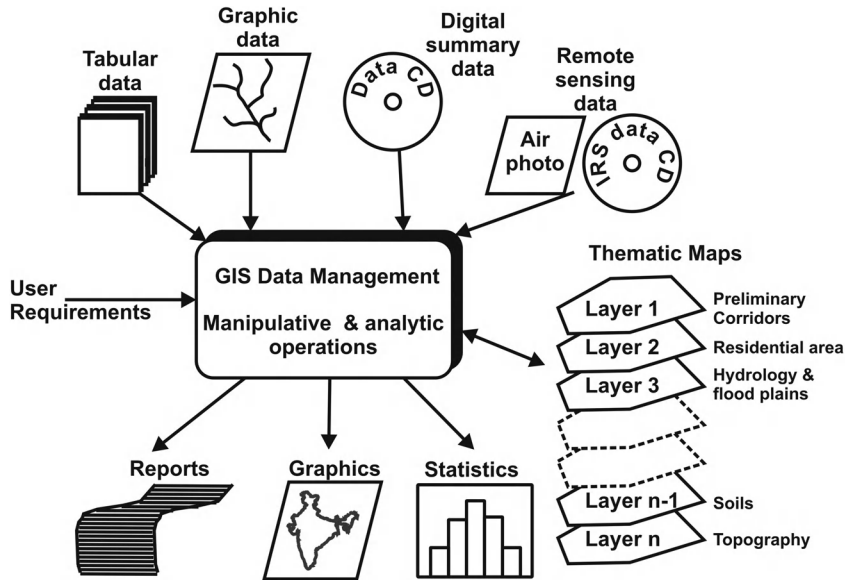 Graphic
data
Digital
summary
data
Tabular
data
Remote
sensing
data
Data CD
Air
photo
IRS data CD
GIS Data Management
Manipulative & analytic
operations
User
Requirements
Thematic Maps
Layer 1
Preliminary
Corridors
Layer 2
Residential area
Layer 3
Hydrology &
flood plains
Layer n-1
Soils
Layer n
Topography
Reports
Graphics
Statistics